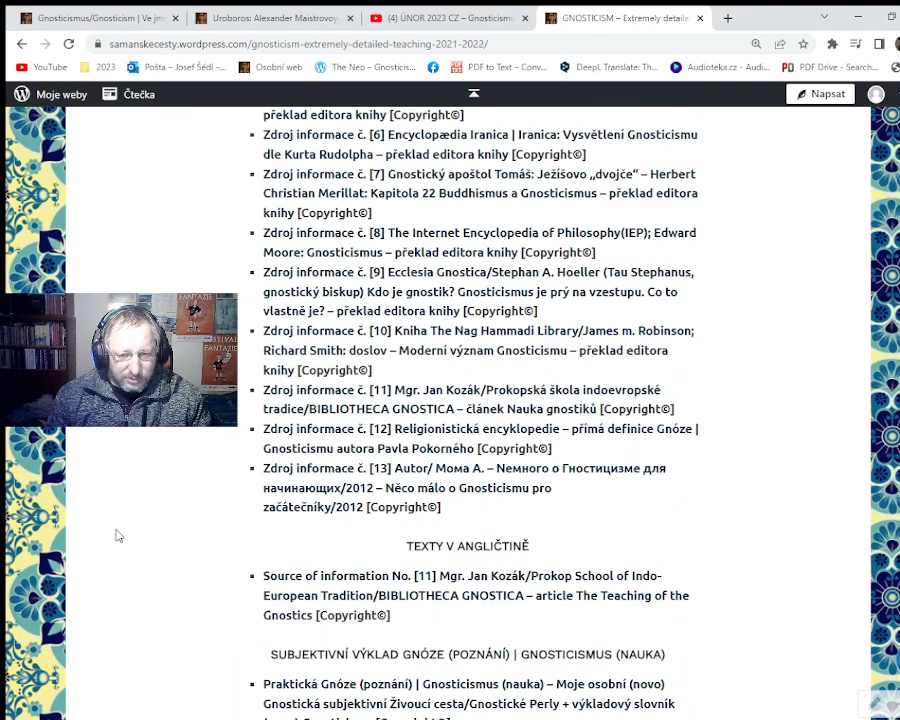 Gnosticismus/Gnosticism | Ve jm
Uroboros: Alexander Maistrovoy
(4) ÚNOR 2023 CZ – Gnosticismu
GNOSTICISM – Extremely detaile
samanskecesty.wordpress.com/gnosticism-extremely-detailed-teaching-2021-2022/
YouTube
2023
Pošta – Josef Šédl –...
Osobní web
The Neo – Gnostic...
PDF to Text – Conv...
DeepL Translate: Th...
Audioteka.cz - Audi...
PDF Drive - Search...
Moje weby
Čtečka
Napsat
překlad editora knihy [Copyright©]
Zdroj informace č. [6] Encyclopædia Iranica | Iranica: Vysvětlení Gnosticismu
dle Kurta Rudolpha – překlad editora knihy [Copyright©]
Zdroj informace č. [7] Gnostický apoštol Tomáš: Ježíšovo „dvojče“ – Herbert
Christian Merillat: Kapitola 22 Buddhismus a Gnosticismus – překlad editora
knihy [Copyright©]
Zdroj informace č. [8] The Internet Encyclopedia of Philosophy(IEP); Edward
Moore: Gnosticismus – překlad editora knihy [Copyright©]
Zdroj informace č. [9] Ecclesia Gnostica/Stephan A. Hoeller (Tau Stephanus,
gnostický biskup) Kdo je gnostik? Gnosticismus je prý na vzestupu. Co to
vlastně je? – překlad editora knihy [Copyright©]
Zdroj informace č. [10] Kniha The Nag Hammadi Library/James m. Robinson;
Richard Smith: doslov – Moderní význam Gnosticismu – překlad editora
knihy [Copyright©]
Zdroj informace č. [11] Mgr. Jan Kozák/Prokopská škola indoevropské
tradice/BIBLIOTHECA GNOSTICA – článek Nauka gnostiků [Copyright©]
Zdroj informace č. [12] Religionistická encyklopedie – přímá definice Gnóze |
Gnosticismu autora Pavla Pokorného [Copyright©]
Zdroj informace č. [13] Autor/ Мома А. – Немного о Гностицизме для
начинающих/2012 – Něco málo o Gnosticismu pro
začátečníky/2012 [Copyright©]
TEXTY V ANGLIČTINĚ
Source of information No. [11] Mgr. Jan Kozák/Prokop School of Indo-
European Tradition/BIBLIOTHECA GNOSTICA – article The Teaching of the
Gnostics [Copyright©]
SUBJEKTIVNÍ VÝKLAD GNÓZE (POZNÁNÍ) | GNOSTICISMUS (NAUKA)
Praktická Gnóze (poznání) | Gnosticismus (nauka) – Moje osobní (novo)
Gnostická subjektivní Živoucí cesta/Gnostické Perly + výkladový slovník
FANTAZIE
STIVAL
FANTAZIE